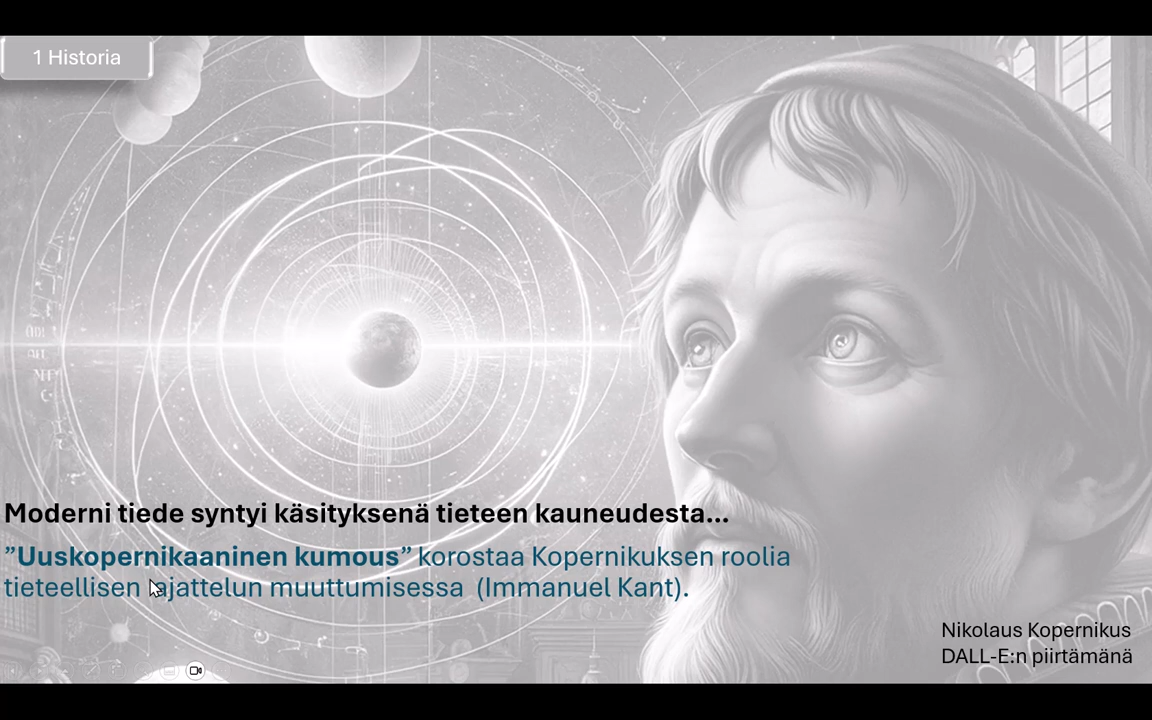 1 Historia
Moderni tiede syntyi käsityksenä tieteen kauneudesta...
”Uuskopernikaaninen kumous” korostaa Kopernikuksen roolia
tieteellisen ajattelun muuttumisessa (Immanuel Kant).
Nikolaus Kopernikus
DALL-E:n piirtämänä